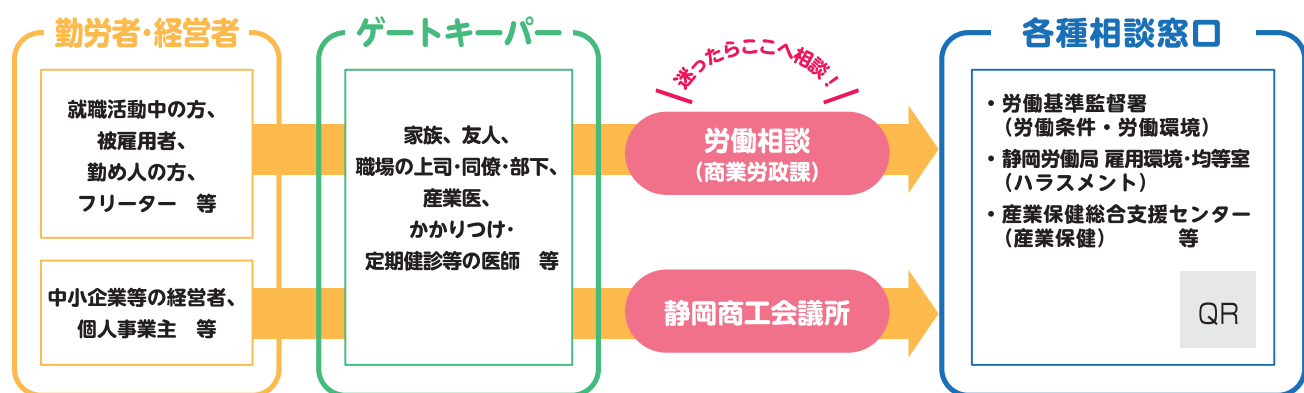 勤労者・経営者
就職活動中の方、
被雇用者、
勤め人の方、
フリーター　等
中小企業等の経営者、
個人事業主　等
ゲートキーパー
家族、友人、
職場の上司・同僚・部下、
産業医、
かかりつけ・
定期健診等の医師　等
迷ったらここへ相談！
労働相談
（商業労政課）
静岡商工会議所
各種相談窓口
・労働基準監督署
（労働条件・労働環境）
・静岡労働局 雇用環境・均等室
（ハラスメント）
・産業保健総合支援センター
（産業保健）　　　等
QR